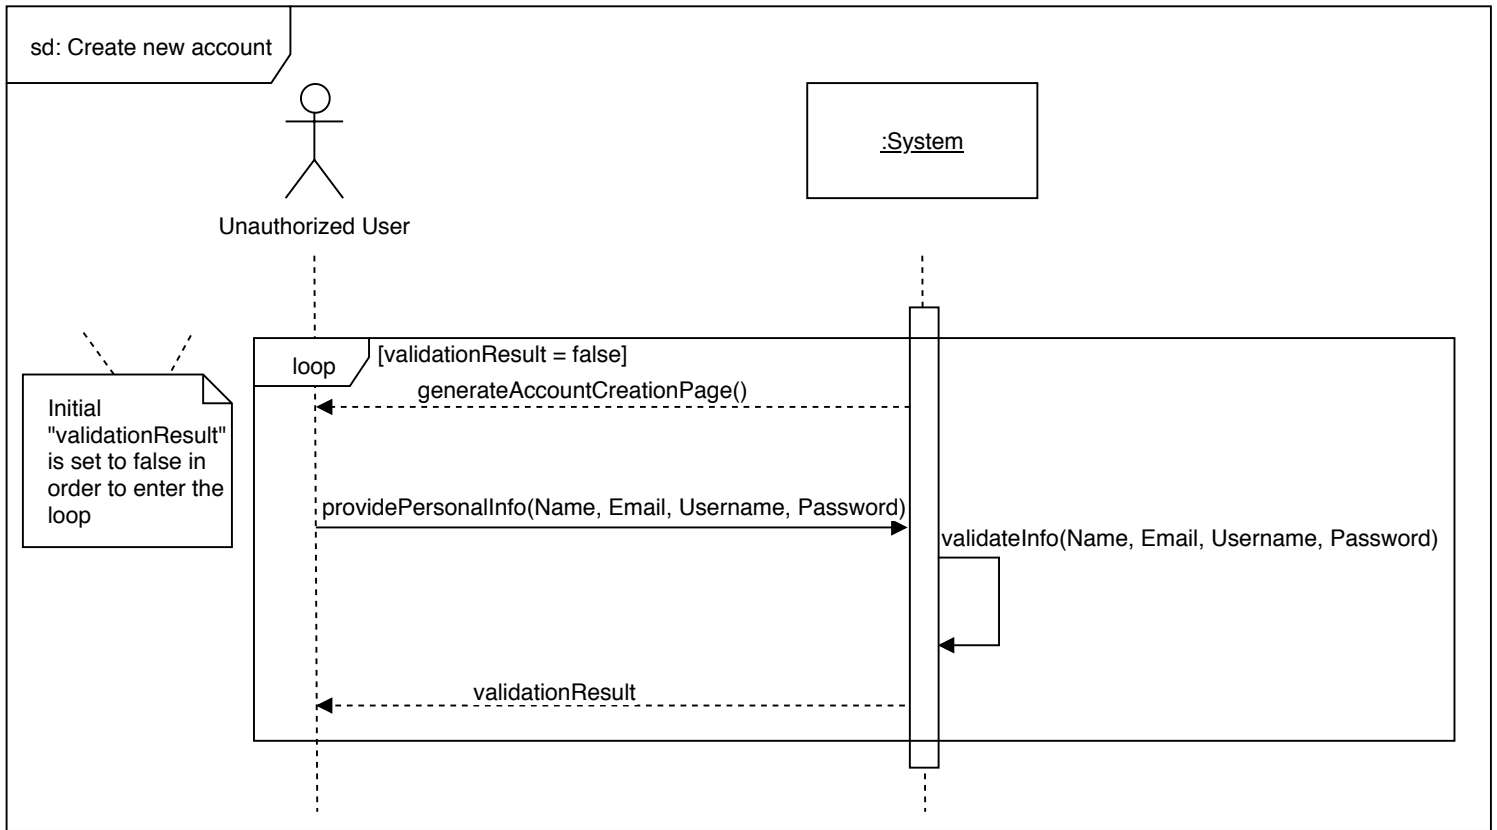 sd: Create new account
:System
Unauthorized User
loop
[validationResult = false]
generateAccountCreationPage()
Initial
"validationResult"
is set to false in
order to enter the
loop
providePersonalInfo(Name, Email, Username, Password)
validateInfo(Name, Email, Username, Password)
validationResult